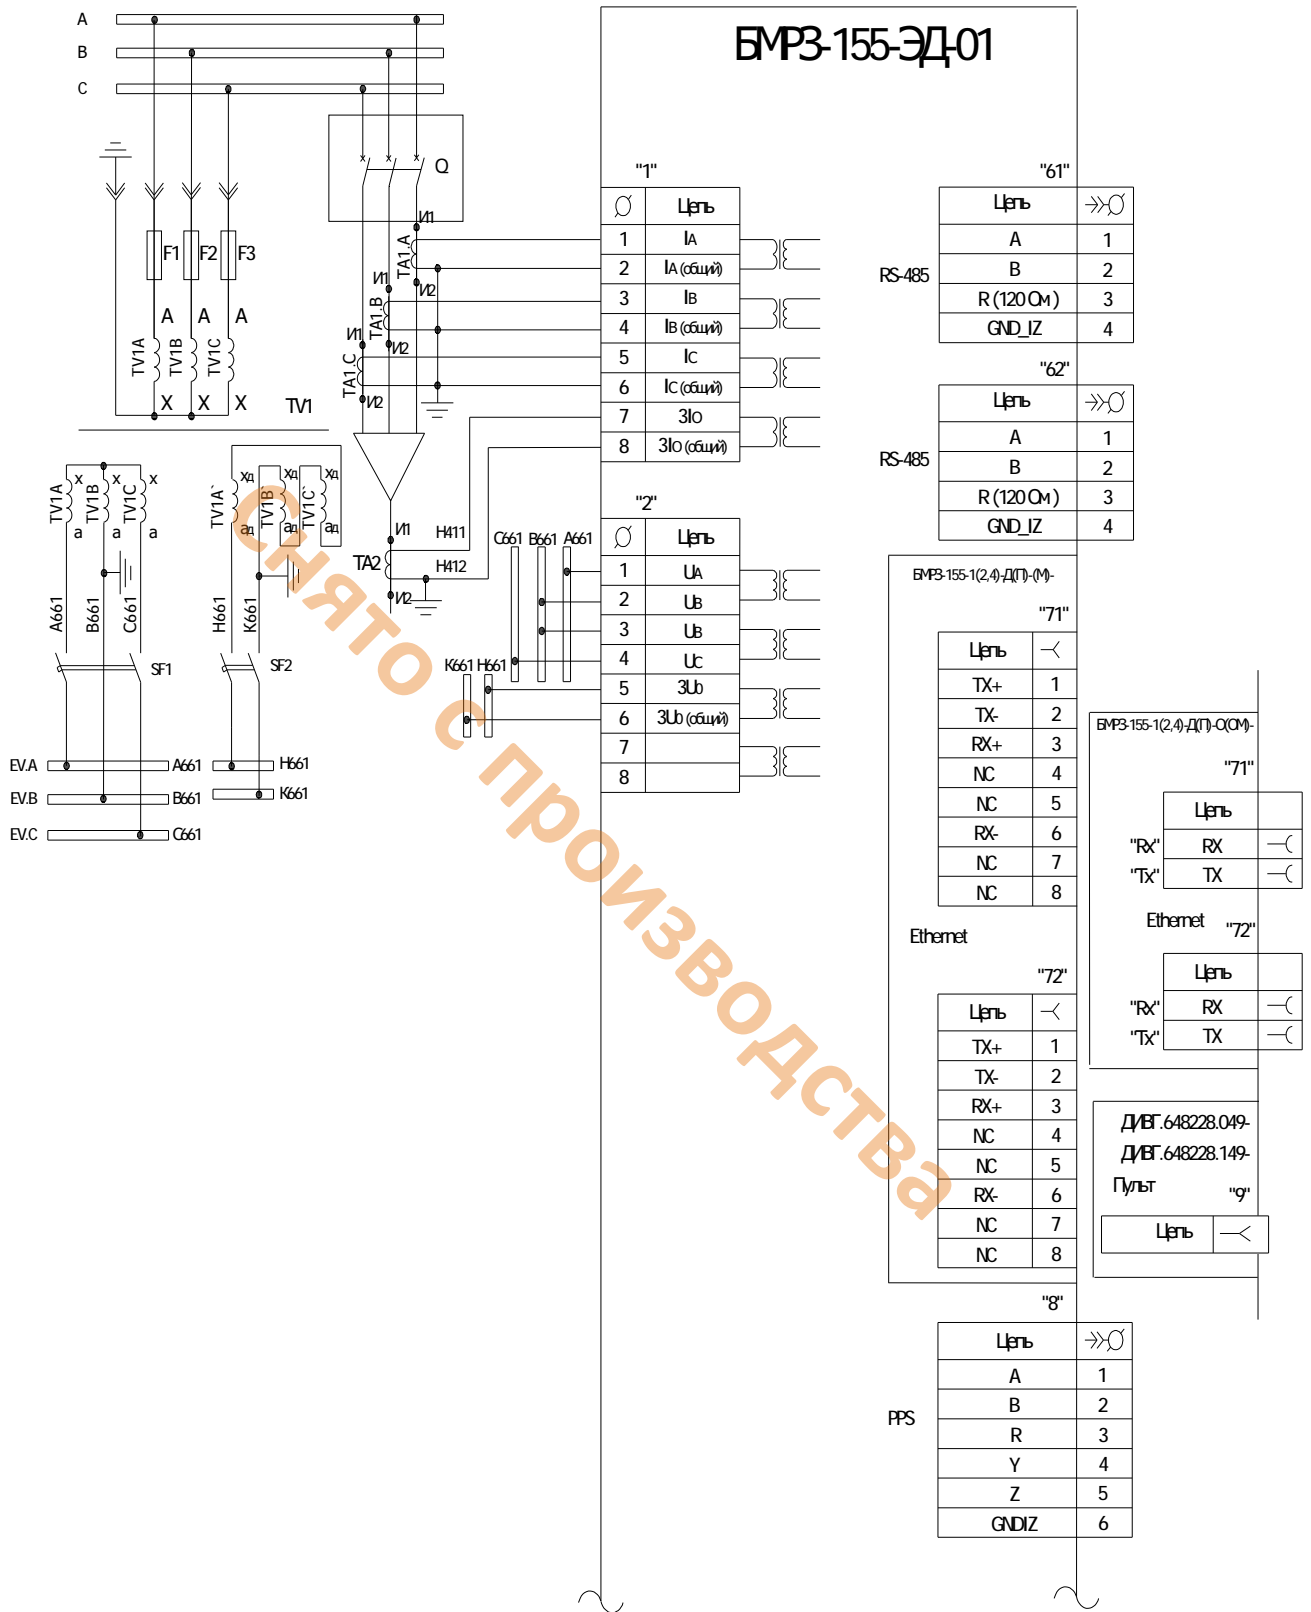 БМРЗ-155-ЭД-01
A
B
C
Q
F1
F2
F3
A
A
A
TV1A
TV1B
TV1C
X
X
X
TV1
И1
TA1.A
И2
И1
TA1.B
И2
И1
TA1.C
И2
TV1A
x
a
TV1B
x
a
TV1C
x
a
TV1A`
xд
aд
TV1B`
xд
aд
TV1C`
xд
aд
A661
B661
C661
H661
K661
SF1
SF2
EV.A
A661
EV.B
B661
EV.C
C661
H661
K661
И1
TA2
И2
H411
H412
C661
B661
A661
K661
H661
"1"
Цепь
1 IA
2 IA (общий)
3 IB
4 IB (общий)
5 IC
6 IC (общий)
7 3IO
8 3IO (общий)
"2"
Цепь
1 UA
2 UB
3 UB
4 UC
5 3U0
6 3U0 (общий)
7
8
"61"
RS-485
Цепь
A 1
B 2
R (120 Ом) 3
GND_IZ 4
"62"
RS-485
Цепь
A 1
B 2
R (120 Ом) 3
GND_IZ 4
БМРЗ-155-1(2,4)-Д(П)-(М)-
"71"
Цепь
TX+ 1
TX- 2
RX+ 3
NC 4
NC 5
RX- 6
NC 7
NC 8
Ethernet
"72"
Цепь
TX+ 1
TX- 2
RX+ 3
NC 4
NC 5
RX- 6
NC 7
NC 8
БМРЗ-155-1(2,4)-Д(П)-О(ОМ)-
"71"
Цепь
"Rx" RX
"Tx" TX
Ethernet
"72"
Цепь
"Rx" RX
"Tx" TX
ДИВГ.648228.049-
ДИВГ.648228.149-
Пульт
"9"
Цепь
"8"
PPS
Цепь
A 1
B 2
R 3
Y 4
Z 5
GNDIZ 6
Снято с производства